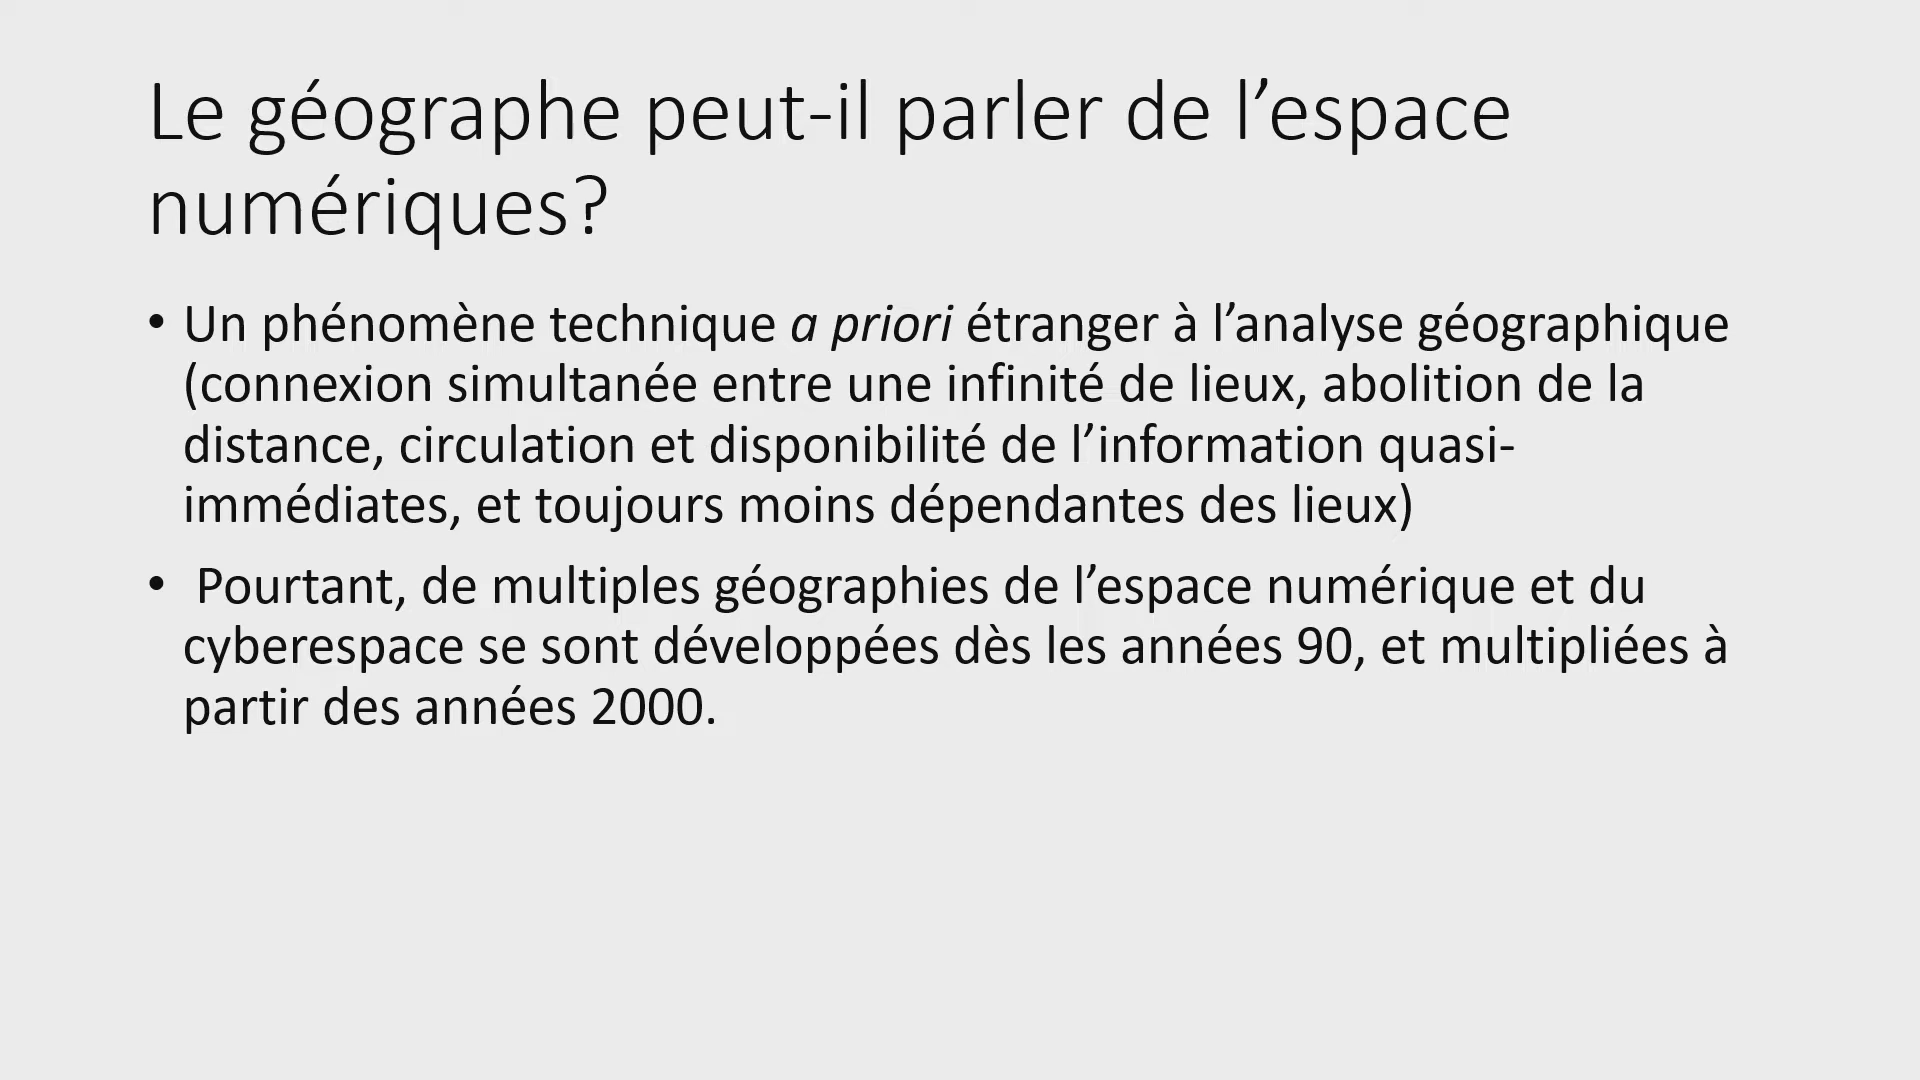 Le géographe peut-il parler de l’espace
numériques?
• Un phénomène technique a priori étranger à l’analyse géographique
(connexion simultanée entre une infinité de lieux, abolition de la
distance, circulation et disponibilité de l’information quasi-
immédiates, et toujours moins dépendantes des lieux)
• Pourtant, de multiples géographies de l’espace numérique et du
cyberespace se sont développées dès les années 90, et multipliées à
partir des années 2000.